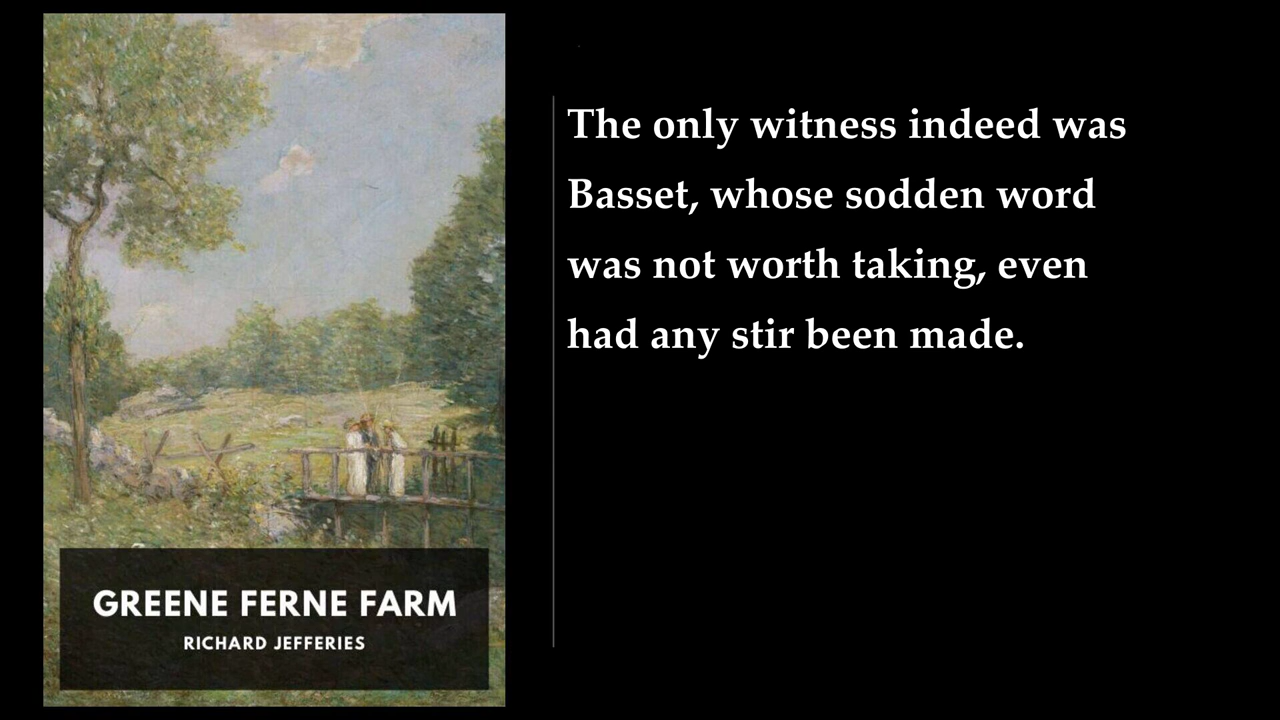 The only witness indeed was
Basset, whose sodden word
was not worth taking, even
had any stir been made.
GREENE FERNE FARM
RICHARD JEFFERIES